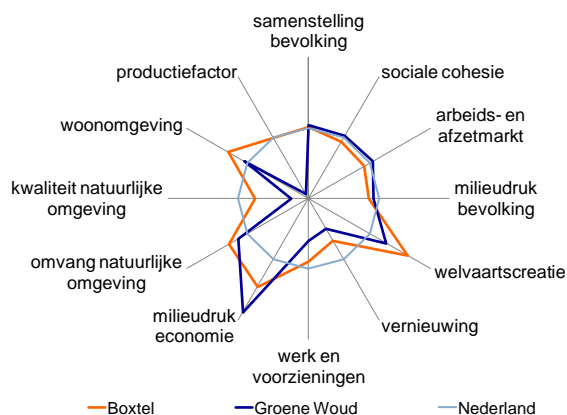 samenstelling
bevolking
productiefactor
sociale cohesie
woonomgeving
arbeids- en
afzetmarkt
kwaliteit natuurlijke
omgeving
milieudruk
bevolking
omvang natuurlijke
omgeving
welvaartscreatie
milieudruk
economie
vernieuwing
werk en
voorzieningen
Boxtel
Groene Woud
Nederland